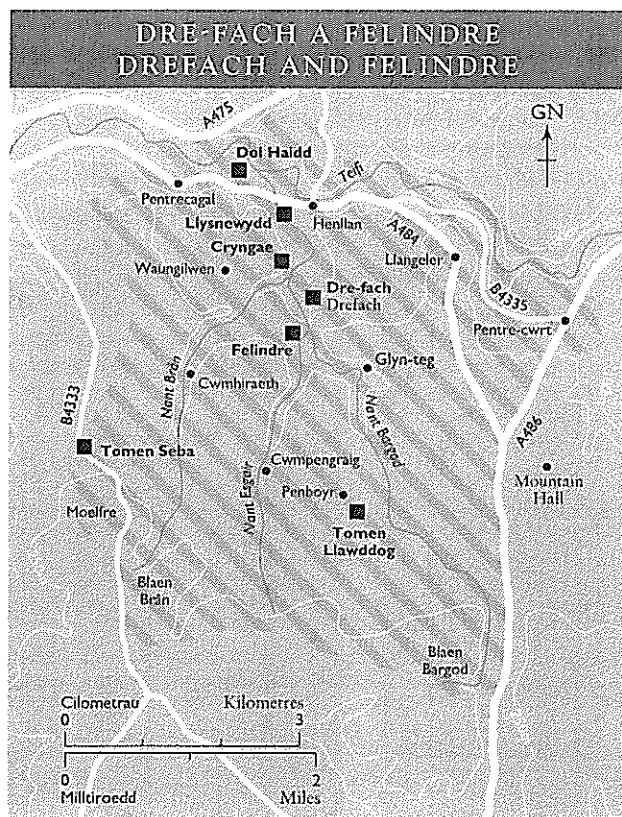 DRE-FACH A FELINDRE
DREFACH AND FELINDRE
A475
GN
Dol Haidd
Teifi
Pentrecagal
Llysnewydd
Henllan
A484
Cryngae
Llangeler
Waungilwen
Dre-fach
Drefach
B4335
Felindre
Pentre-cwrt
Nant Brân
Glyn-teg
Cwmhiraeth
B4333
Nant Bargod
A486
Tomen Seba
Cwmpengraig
Nant Esgair
Mountain
Hall
Penboyr
Moelfre
Tomen
Llawddog
Blaen
Brân
Blaen
Bargod
Cilometrau
Kilometres
0
3
0
2
Milltiroedd
Miles